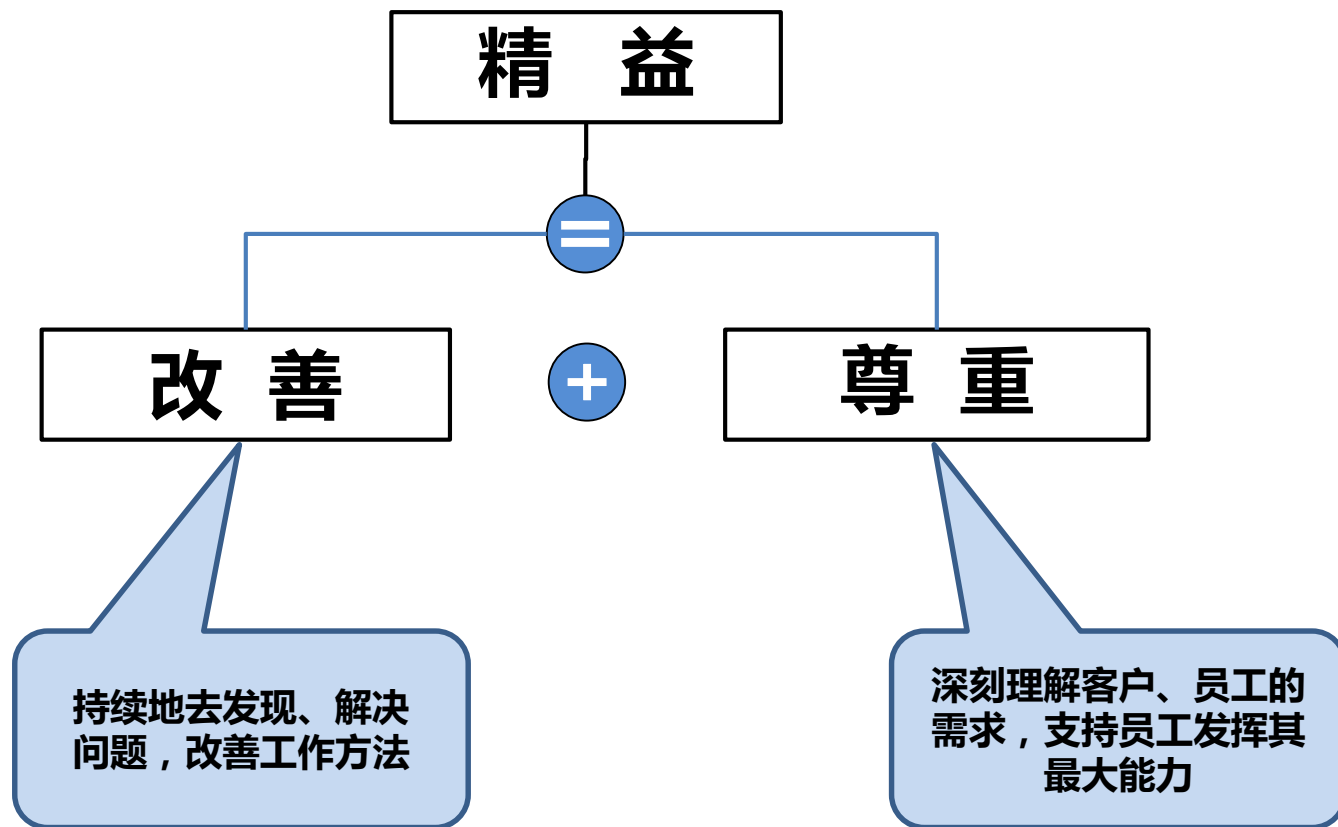 精 益
=
改 善
+
尊 重
持续地去发现、解决
问题，改善工作方法
深刻理解客户、员工的
需求，支持员工发挥其
最大能力